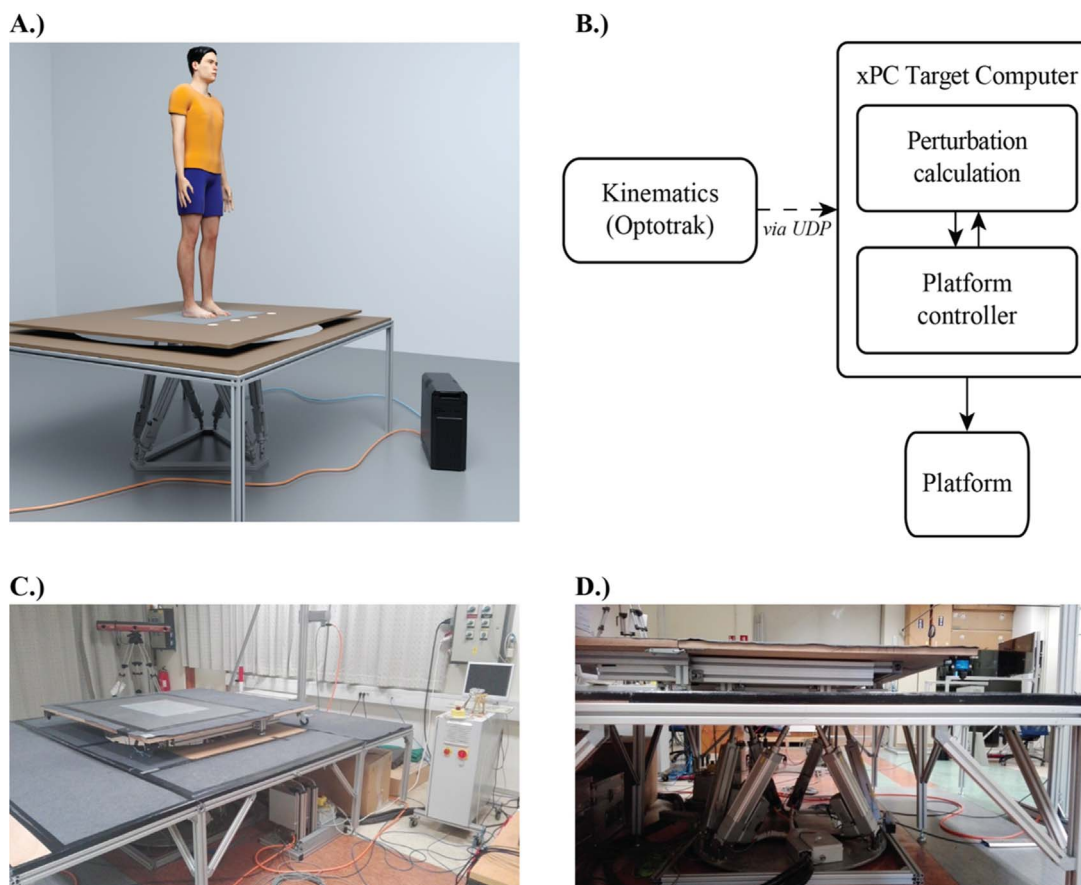 A.)
B.)
xPC Target Computer
Perturbation
calculation
Kinematics
(Optotrak)
via UDP
Platform
controller
Platform
C.)
D.)